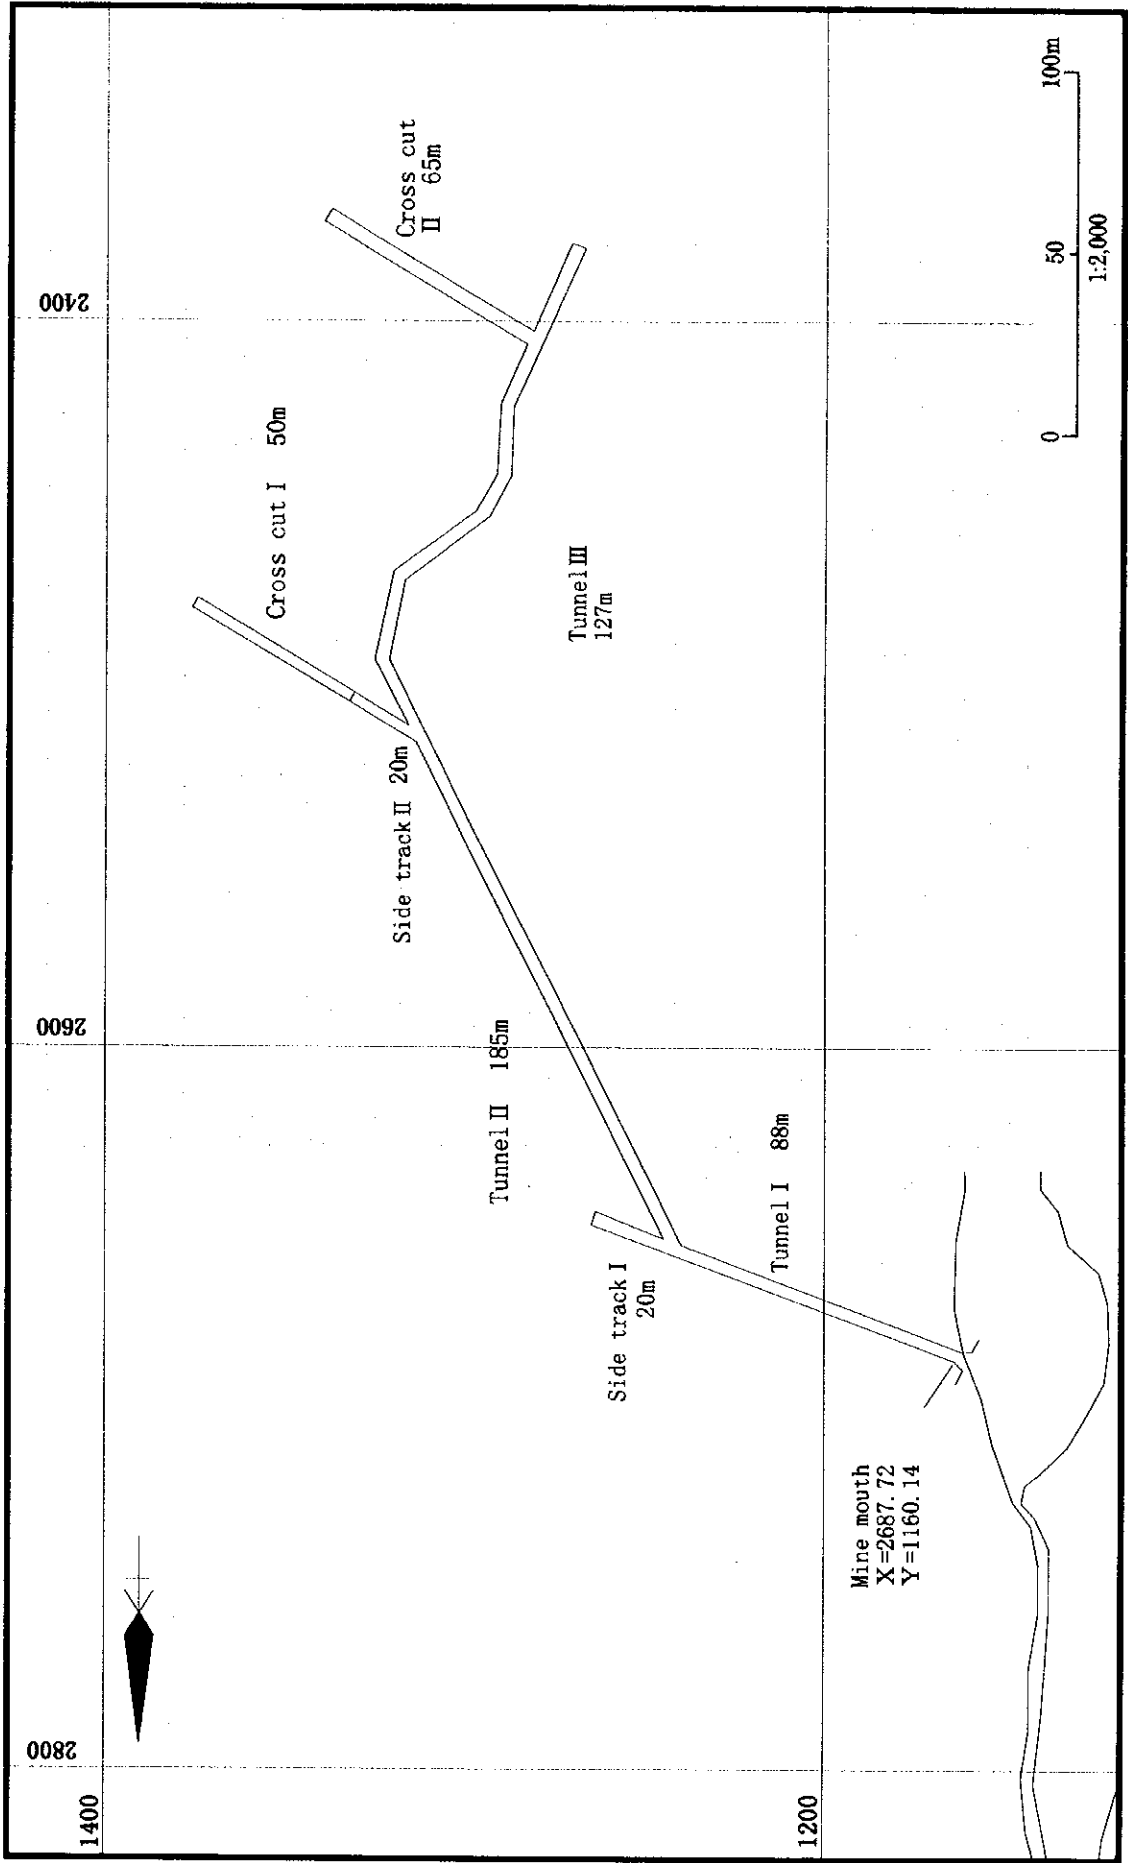 1400
1200
2400
2600
2800
Cross cut
II 65m
Cross cut I 50m
Tunnel III
127m
Side track II 20m
Tunnel II 185m
Side track I
20m
Tunnel I 88m
Mine mouth
X=2687.72
Y=1160.14
0 50 100m
1:2,000